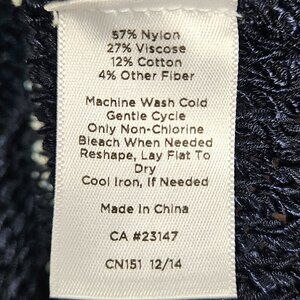 57% Nylon
27% Viscose
12% Cotton
4% Other Fiber
Machine Wash Cold
Gentle Cycle
Only Non-Chlorine
Bleach When Needed
Reshape, Lay Flat To
Dry
Cool Iron, If Needed
Made In China
CA #23147
CN151 12/14